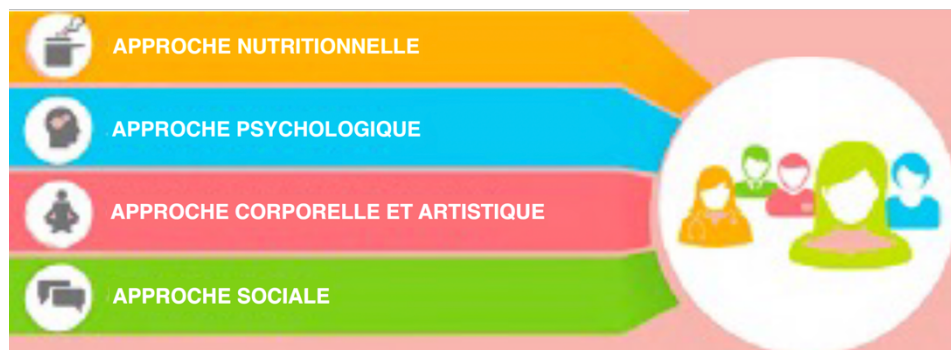 APPROCHE NUTRITIONNELLE
APPROCHE PSYCHOLOGIQUE
APPROCHE CORPORELLE ET ARTISTIQUE
APPROCHE SOCIALE